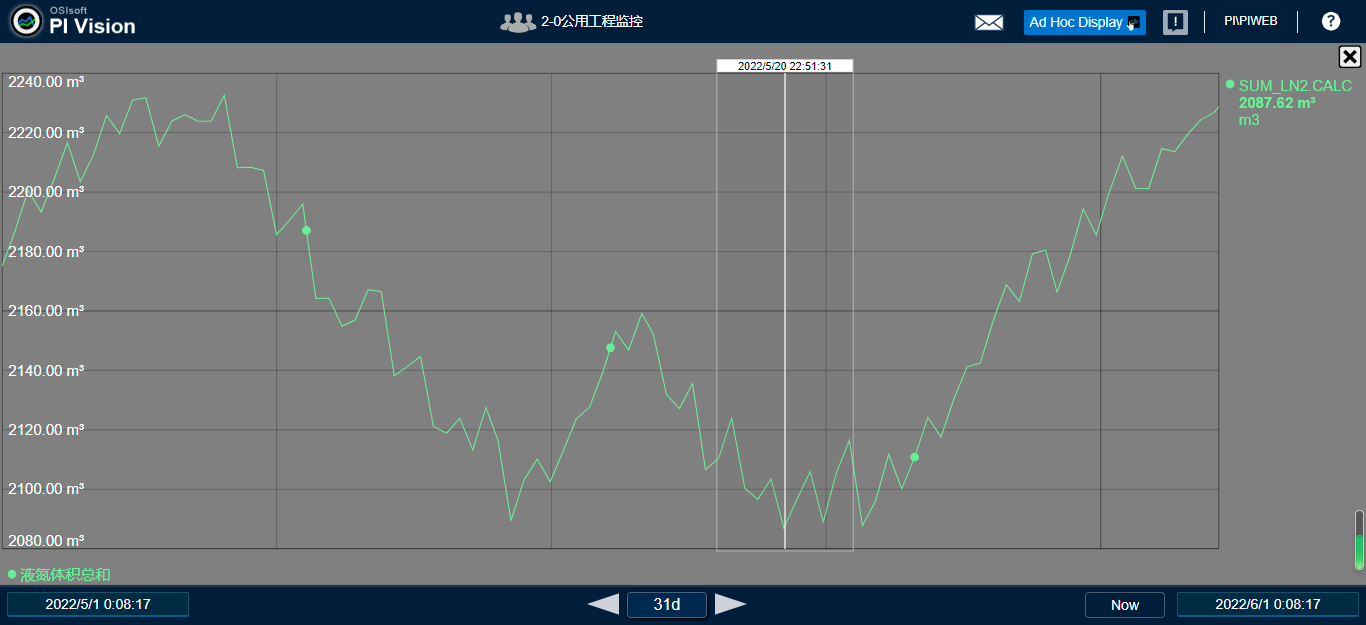 OSIsoft
PI Vision
2-0公用工程监控
Ad Hoc Display
PI\PIWEB
?
2022/5/20 22:51:31
2240.00 m³
2220.00 m³
2200.00 m³
2180.00 m³
2160.00 m³
2140.00 m³
2120.00 m³
2100.00 m³
2080.00 m³
SUM_LN2.CALC
2087.62 m³
m3
液氮体积总和
2022/5/1 0:08:17
31d
Now
2022/6/1 0:08:17